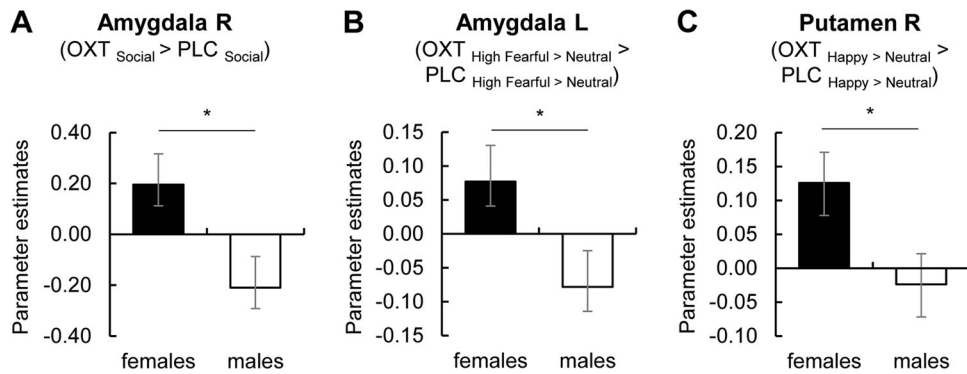 A
Amygdala R
(OXT Social > PLC Social)
*
Parameter estimates
0.40
0.20
0.00
-0.20
-0.40
females males
B
Amygdala L
(OXT High Fearful > Neutral >
PLC High Fearful > Neutral)
*
Parameter estimates
0.15
0.10
0.05
0.00
-0.05
-0.10
-0.15
females males
C
Putamen R
(OXT Happy > Neutral >
PLC Happy > Neutral)
*
Parameter estimates
0.20
0.15
0.10
0.05
0.00
-0.05
-0.10
females males